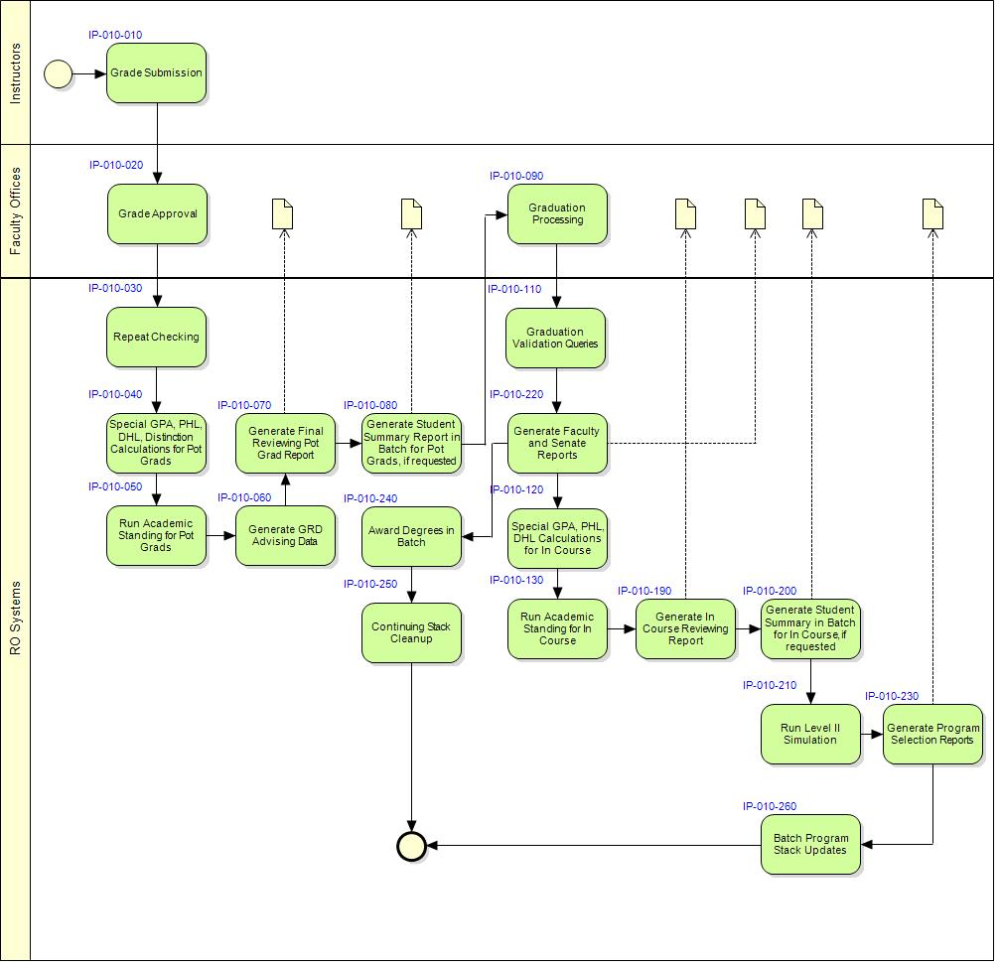 Instructors
IP-010-010
Grade Submission
Faculty Offices
IP-010-020
Grade Approval
IP-010-090
Graduation
Processing
RO Systems
IP-010-030
Repeat Checking
IP-010-110
Graduation
Validation Queries
IP-010-040
Special GPA, PHL,
DHL, Distinction
Calculations for Pot
Grads
IP-010-070
Generate Final
Reviewing Pot
Grad Report
IP-010-080
Generate Student
Summary Report in
Batch for Pot
Grads, if requested
IP-010-220
Generate Faculty
and Senate
Reports
IP-010-050
Run Academic
Standing for Pot
Grads
IP-010-060
Generate GRD
Advising Data
IP-010-240
Award Degrees in
Batch
IP-010-120
Special GPA, PHL,
DHL Calculations
for In Course
IP-010-250
Continuing Stack
Cleanup
IP-010-130
Run Academic
Standing for In
Course
IP-010-190
Generate In
Course Reviewing
Report
IP-010-200
Generate Student
Summary in Batch
for In Course, if
requested
IP-010-210
Run Level II
Simulation
IP-010-230
Generate Program
Selection Reports
IP-010-260
Batch Program
Stack Updates